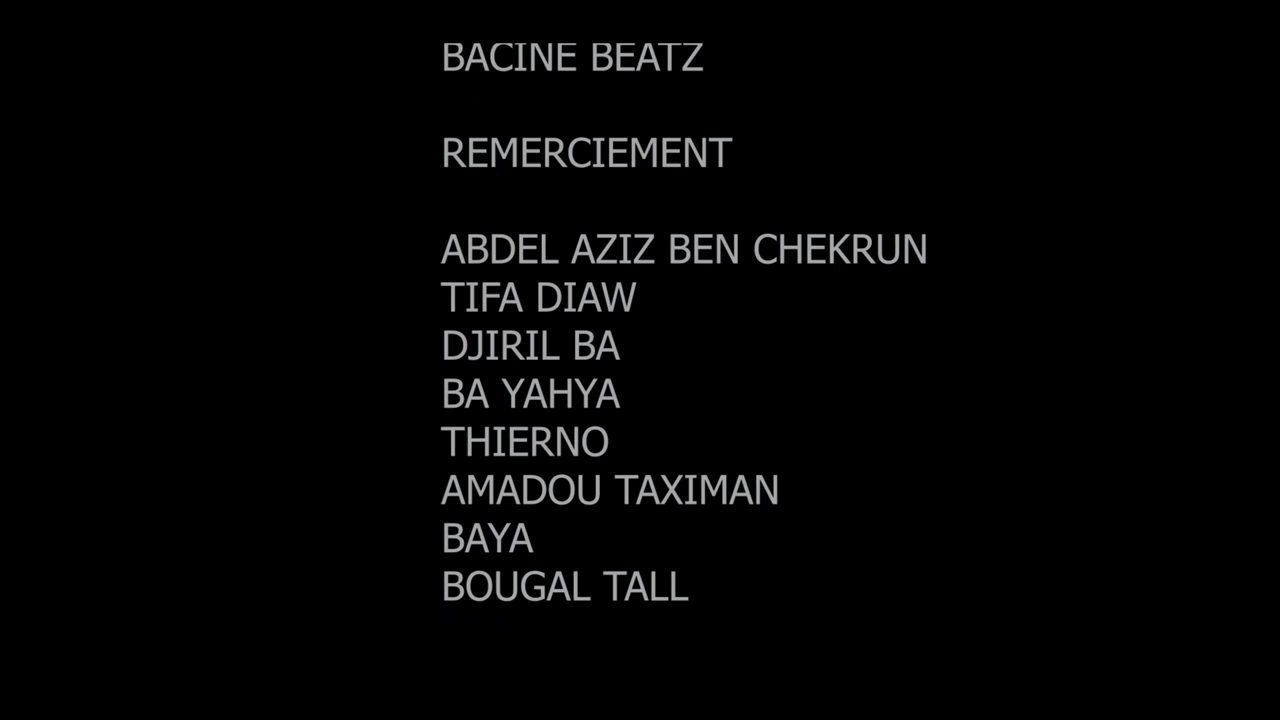 BACINE BEATZ
REMERCIEMENT
ABDEL AZIZ BEN CHEKRUN
TIFA DIAW
DJIRIL BA
BA YAHYA
THIERNO
AMADOU TAXIMAN
BAYA
BOUGAL TALL